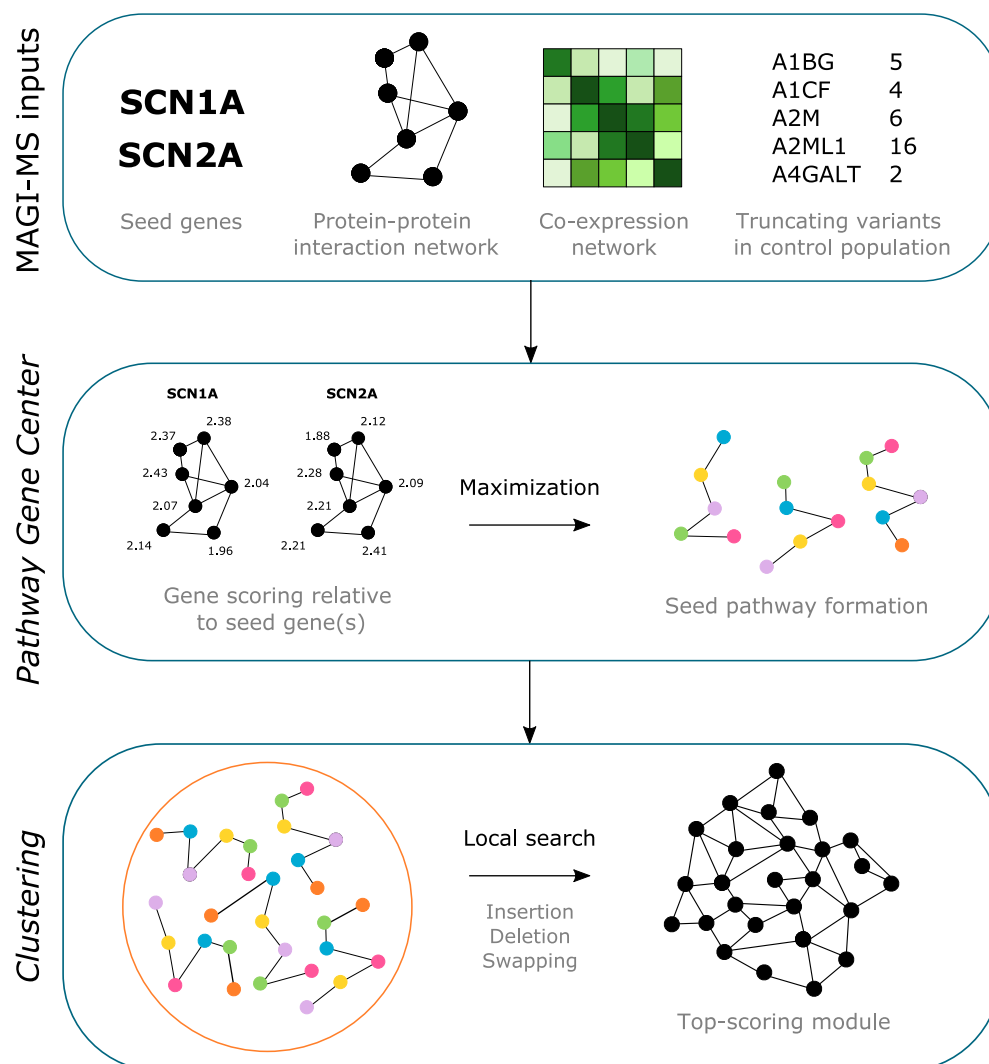 MAGI-MS inputs
SCN1A
SCN2A
Seed genes
Protein-protein
interaction network
Co-expression
network
A1BG 5
A1CF 4
A2M 6
A2ML1 16
A4GALT 2
Truncating variants
in control population
Pathway Gene Center
SCN1A
2.38
2.37
2.43
2.04
2.07
2.14
1.96
SCN2A
2.12
1.88
2.28
2.09
2.21
2.21
2.41
Gene scoring relative
to seed gene(s)
Maximization
Seed pathway formation
Clustering
Local search
Insertion
Deletion
Swapping
Top-scoring module